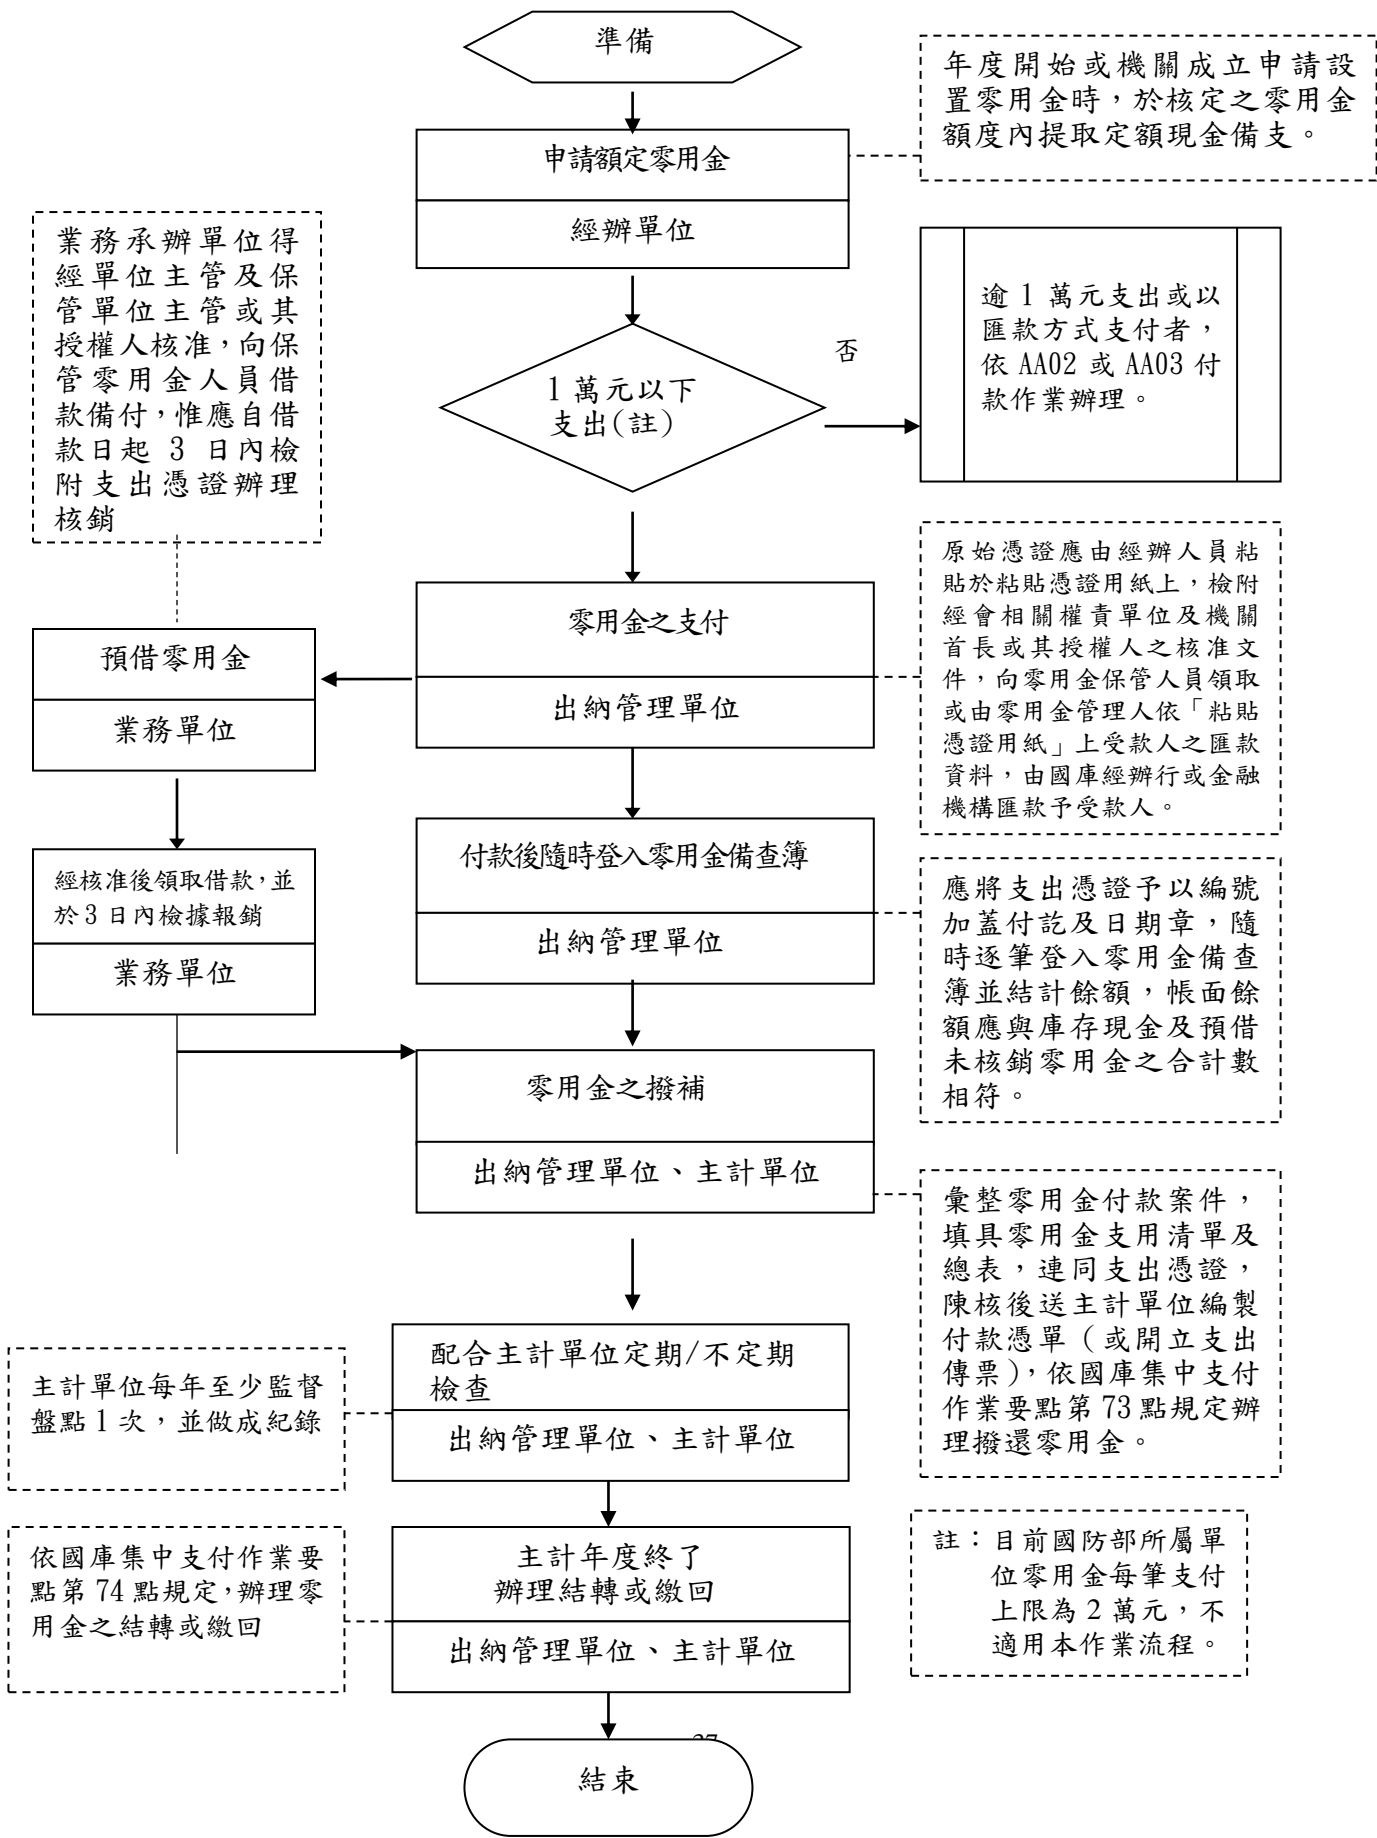 準備
年度開始或機關成立申請設
置零用金時，於核定之零用金
額度內提取定額現金備支。
申請額定零用金
經辦單位
業務承辦單位得
經單位主管及保
管單位主管或其
授權人核准，向保
管零用金人員借
款備付，惟應自借
款日起 3 日內檢
附支出憑證辦理
核銷
1 萬元以下
支出(註)
否
逾 1 萬元支出或以
匯款方式支付者，
依 AA02 或 AA03 付
款作業辦理。
零用金之支付
出納管理單位
原始憑證應由經辦人員粘
貼於粘貼憑證用紙上，檢附
經會相關權責單位及機關
首長或其授權人之核准文
件，向零用金保管人員領取
或由零用金管理人依「粘貼
憑證用紙」上受款人之匯款
資料，由國庫經辦行或金融
機構匯款予受款人。
預借零用金
業務單位
經核准後領取借款，並
於 3 日內檢據報銷
業務單位
付款後隨時登入零用金備查簿
出納管理單位
應將支出憑證予以編號
加蓋付訖及日期章，隨
時逐筆登入零用金備查
簿並結計餘額，帳面餘
額應與庫存現金及預借
未核銷零用金之合計數
相符。
零用金之撥補
出納管理單位、主計單位
彙整零用金付款案件，
填具零用金支用清單及
總表，連同支出憑證，
陳核後送主計單位編製
付款憑單（或開立支出
傳票），依國庫集中支付
作業要點第 73 點規定辦
理撥還零用金。
配合主計單位定期/不定期
檢查
出納管理單位、主計單位
主計單位每年至少監督
盤點 1 次，並做成紀錄
主計年度終了
辦理結轉或繳回
出納管理單位、主計單位
依國庫集中支付作業要
點第 74 點規定，辦理零
用金之結轉或繳回
註：目前國防部所屬單
位零用金每筆支付
上限為 2 萬元，不
適用本作業流程。
結束